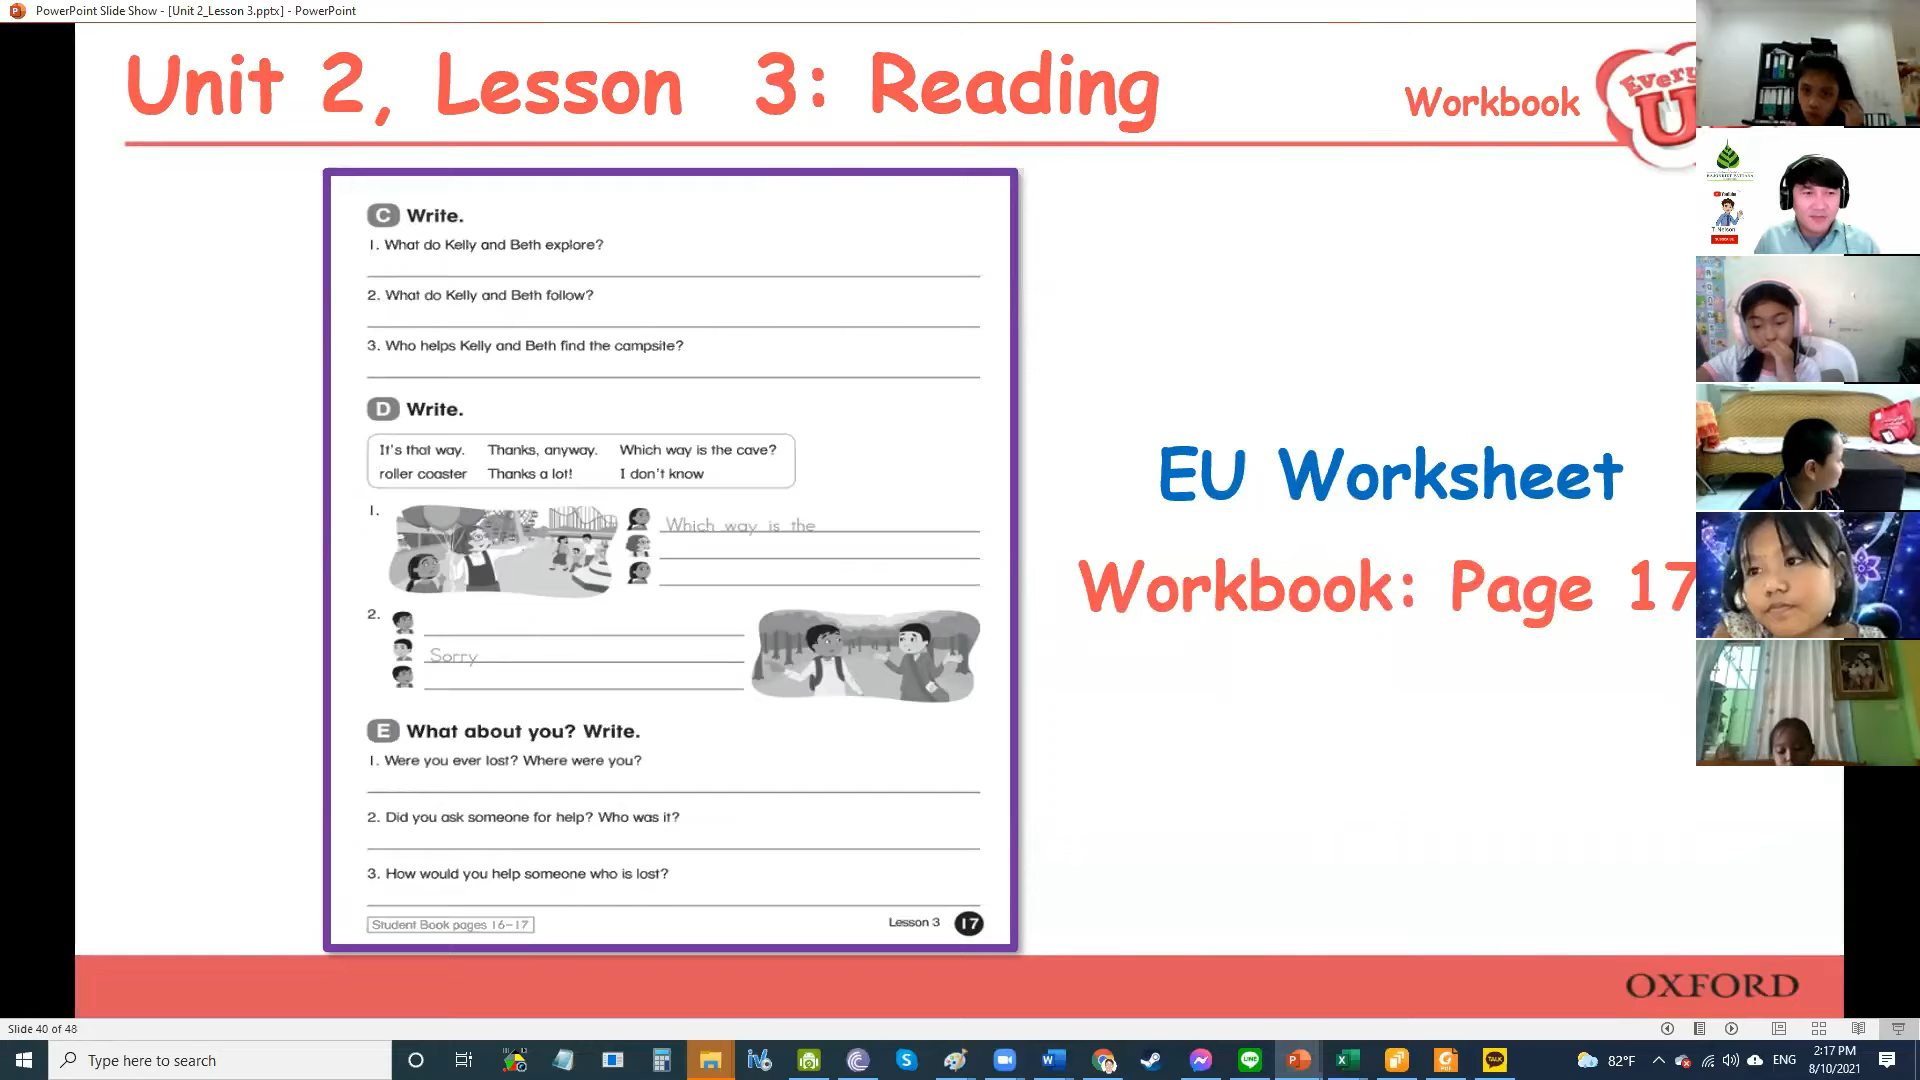 PowerPoint Slide Show - [Unit 2_Lesson 3.pptx] - PowerPoint
Unit 2, Lesson 3: Reading
Workbook
Every
U
C Write.
1. What do Kelly and Beth explore?
2. What do Kelly and Beth follow?
3. Who helps Kelly and Beth find the campsite?
D Write.
It's that way. Thanks, anyway. Which way is the cave?
roller coaster Thanks a lot! I don't know
1.
Which way is the
2.
Sorry
E What about you? Write.
1. Were you ever lost? Where were you?
2. Did you ask someone for help? Who was it?
3. How would you help someone who is lost?
Student Book pages 16–17
Lesson 3 17
EU Worksheet
Workbook: Page 17
YouTube
T. Nelson
SUBSCRIBE
OXFORD
Slide 40 of 48
Type here to search
82°F
ENG
2:17 PM
8/10/2021